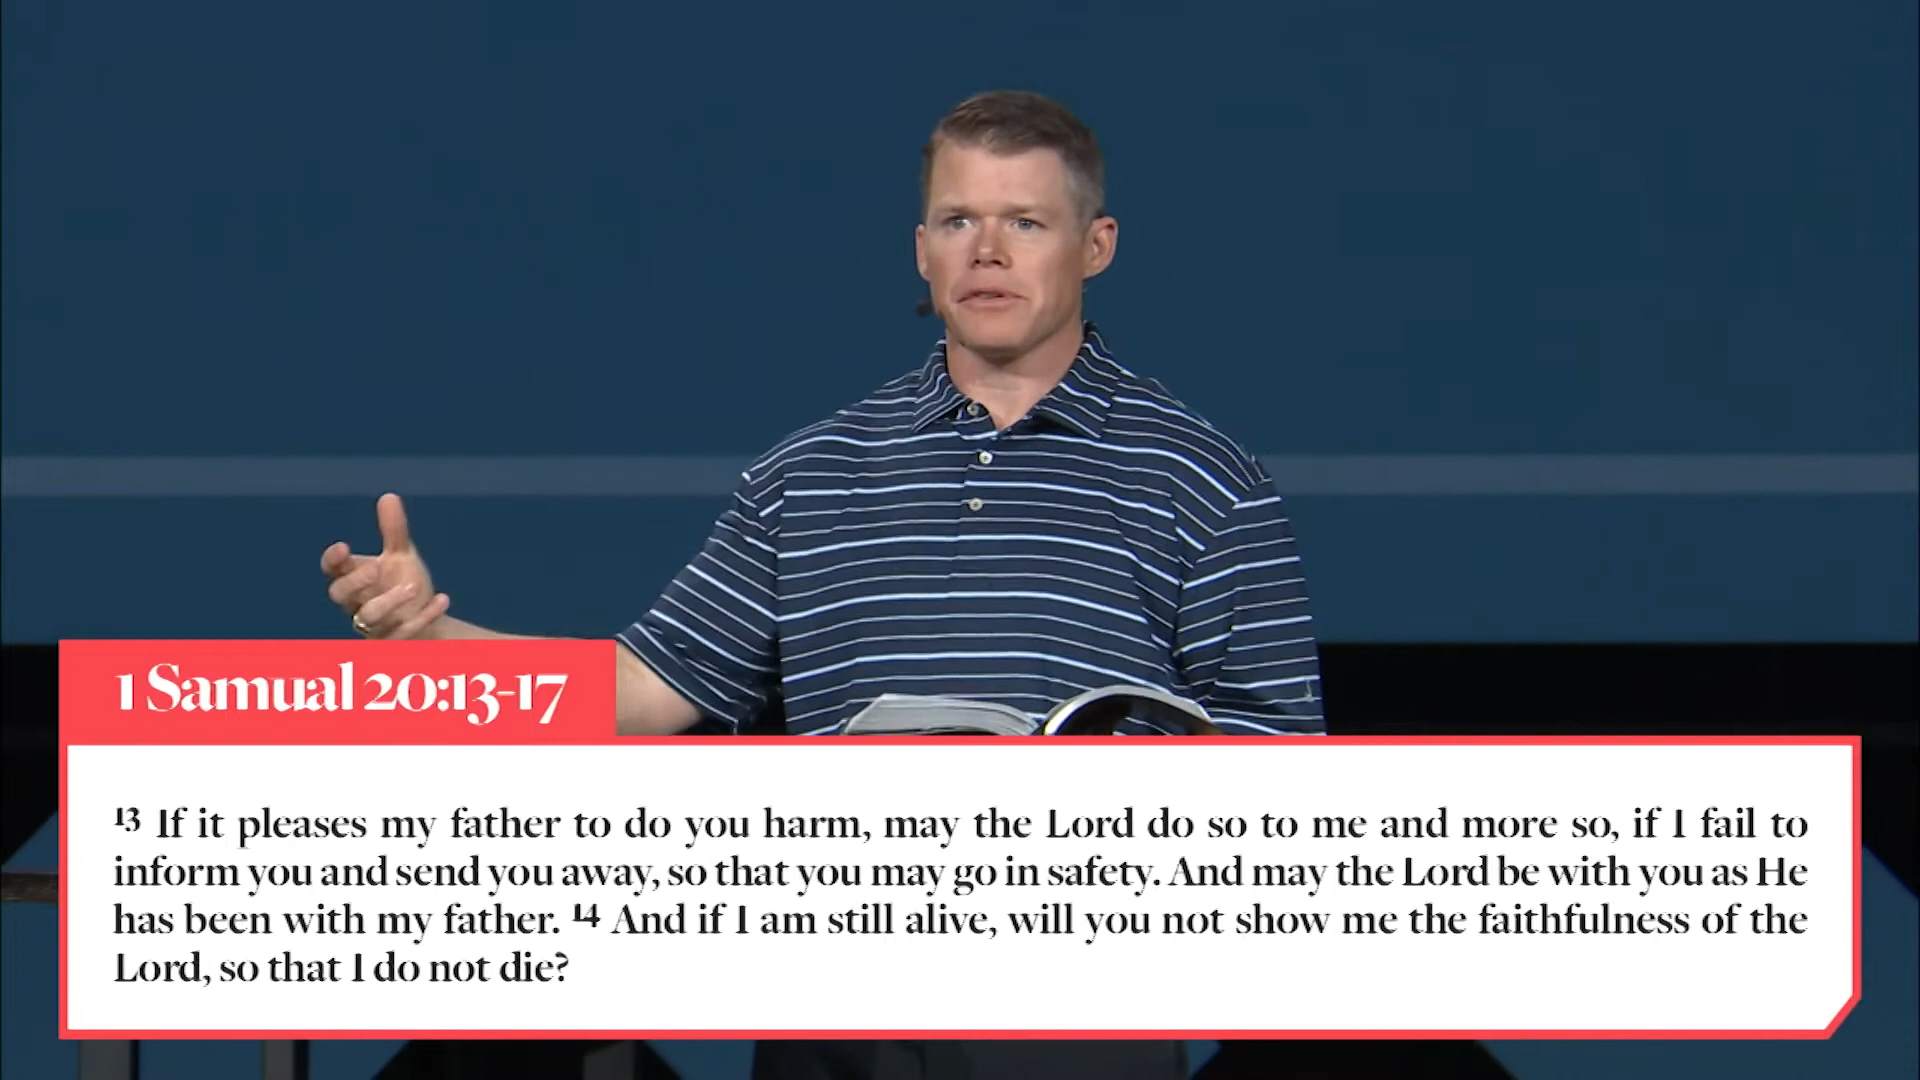 1 Samual 20:13-17
13 If it pleases my father to do you harm, may the Lord do so to me and more so, if I fail to
inform you and send you away, so that you may go in safety. And may the Lord be with you as He
has been with my father. 14 And if I am still alive, will you not show me the faithfulness of the
Lord, so that I do not die?